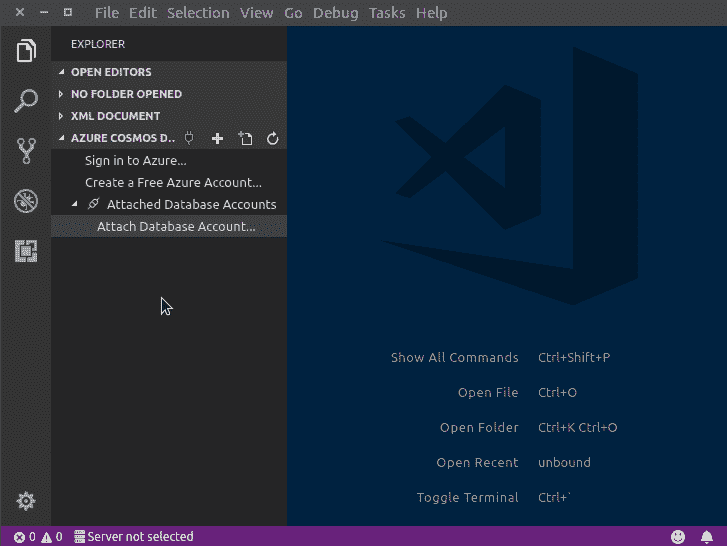 File Edit Selection View Go Debug Tasks Help
EXPLORER
OPEN EDITORS
NO FOLDER OPENED
XML DOCUMENT
AZURE COSMOS D..
Sign in to Azure...
Create a Free Azure Account...
Attached Database Accounts
Attach Database Account...
Show All Commands Ctrl+Shift+P
Open File Ctrl+O
Open Folder Ctrl+K Ctrl+O
Open Recent unbound
Toggle Terminal Ctrl+`
0 0 Server not selected